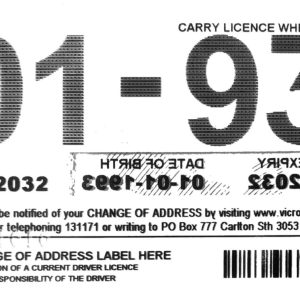 CARRY LICENCE WHE
01-93
EXPIRY DATE OF BIRTH
2032 01-01-1993
2032
be notified of your CHANGE OF ADDRESS by visiting www.vicro
r telephoning 131171 or writing to PO Box 777 Carlton Sth 3053
GE OF ADDRESS LABEL HERE
ON OF A CURRENT DRIVER LICENCE
SPONSIBILITY OF THE DRIVER